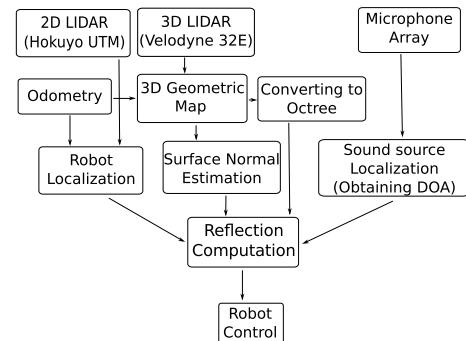 2D LIDAR
(Hokuyo UTM)
3D LIDAR
(Velodyne 32E)
Microphone
Array
Odometry
3D Geometric
Map
Converting to
Octree
Robot
Localization
Surface Normal
Estimation
Sound source
Localization
(Obtaining DOA)
Reflection
Computation
Robot
Control